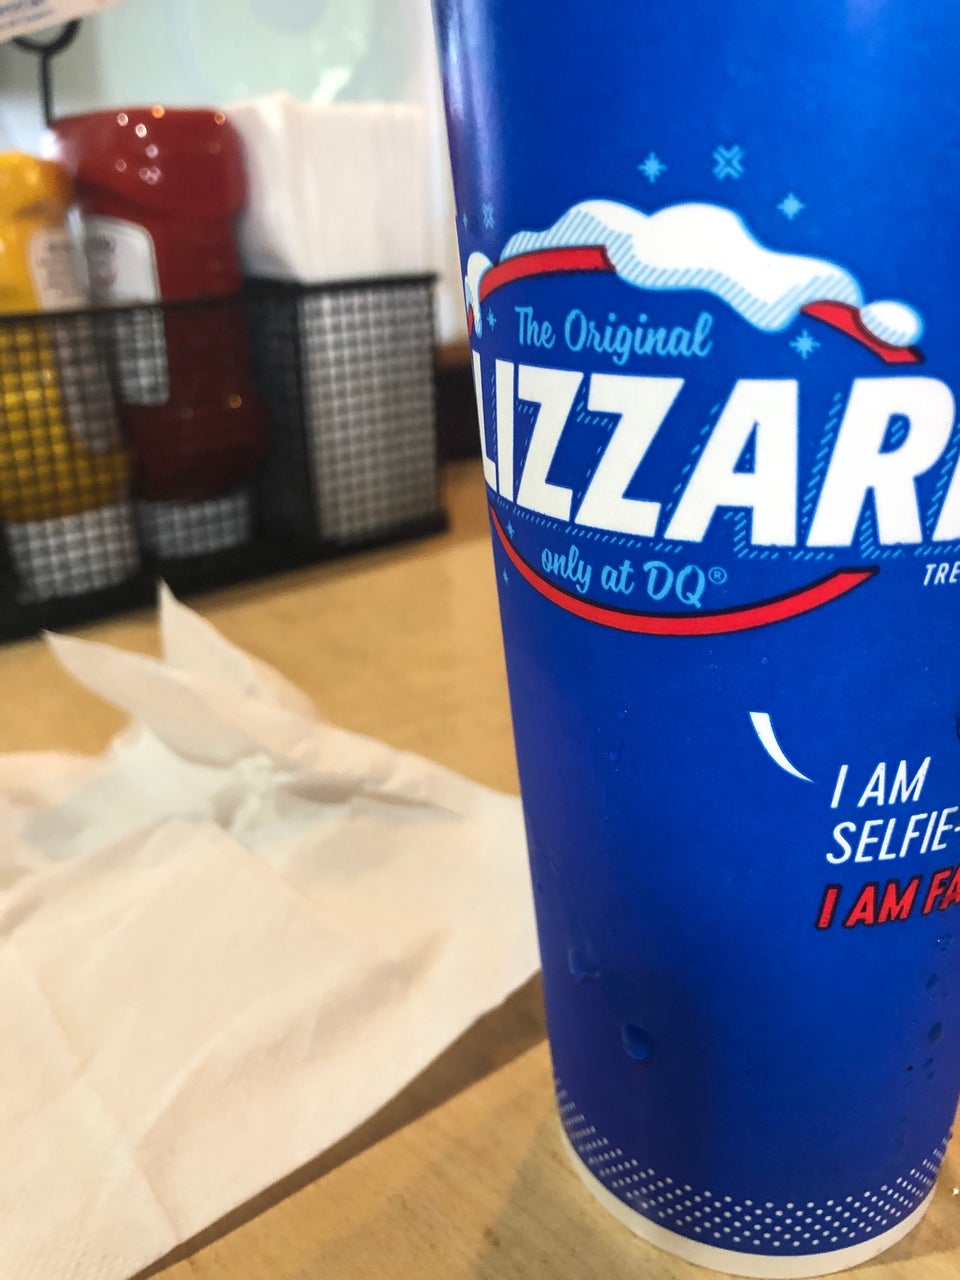 The Original
LIZZAR
only at DQ®
TRE
I AM
SELFIE-
I AM FA